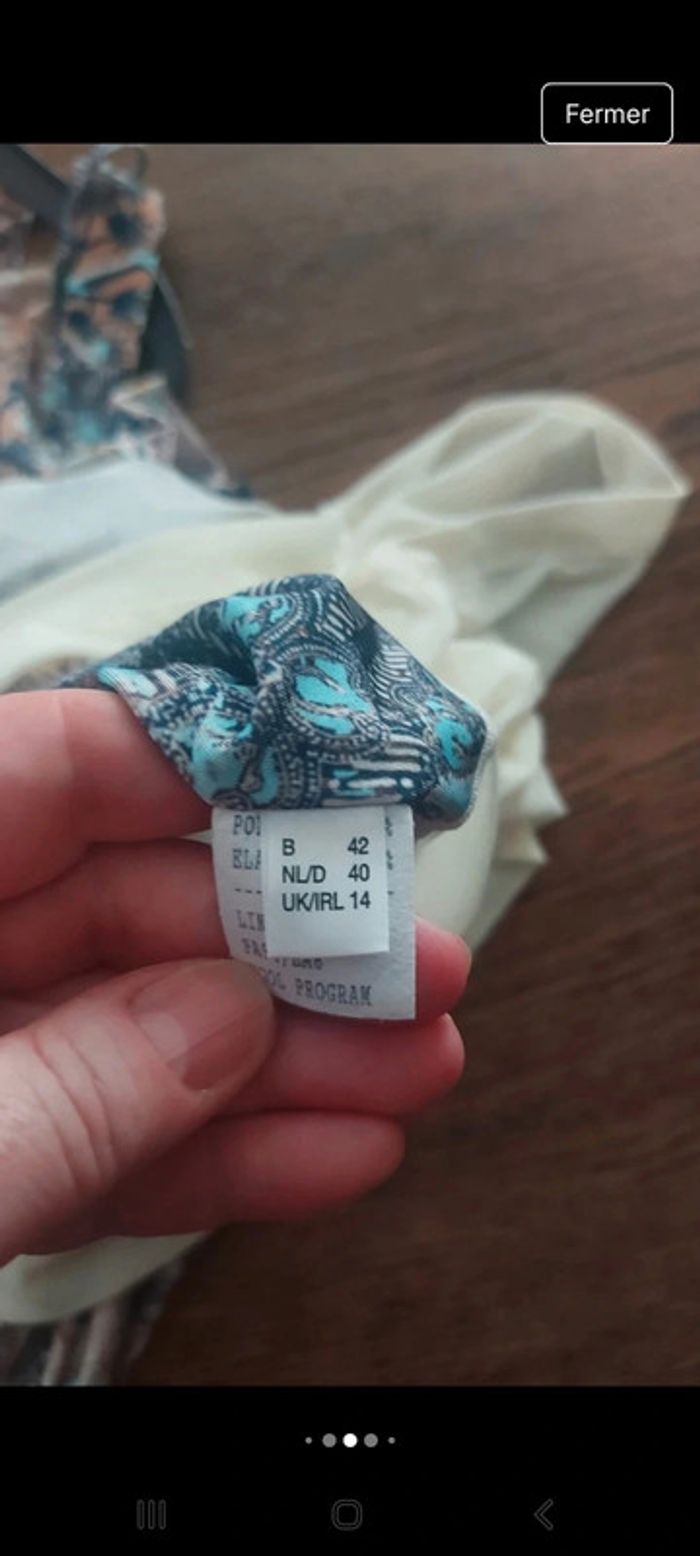 Fermer
B 42
NL/D 40
UK/IRL 14
PROGRAM